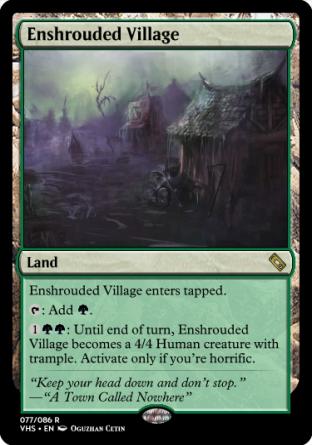 Enshrouded Village
Land
Enshrouded Village enters tapped.
: Add .
1 : Until end of turn, Enshrouded
Village becomes a 4/4 Human creature with
trample. Activate only if you're horrific.
"Keep your head down and don't stop."
—"A Town Called Nowhere"
077/086 R
VHS • EN Oguzhan Cetin